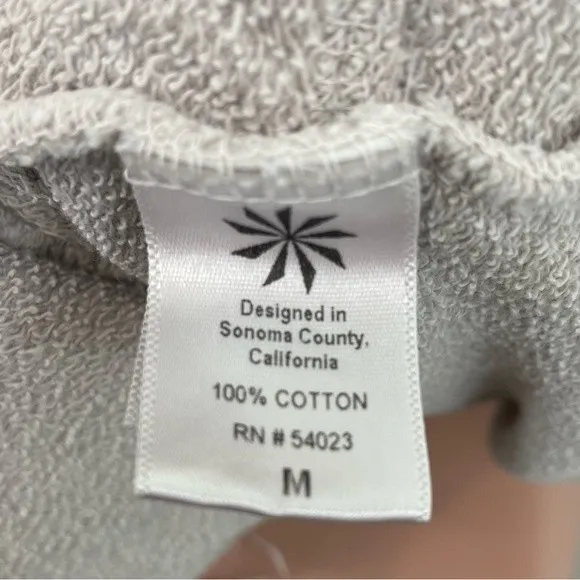 Designed in
Sonoma County,
California
100% COTTON
RN # 54023
M